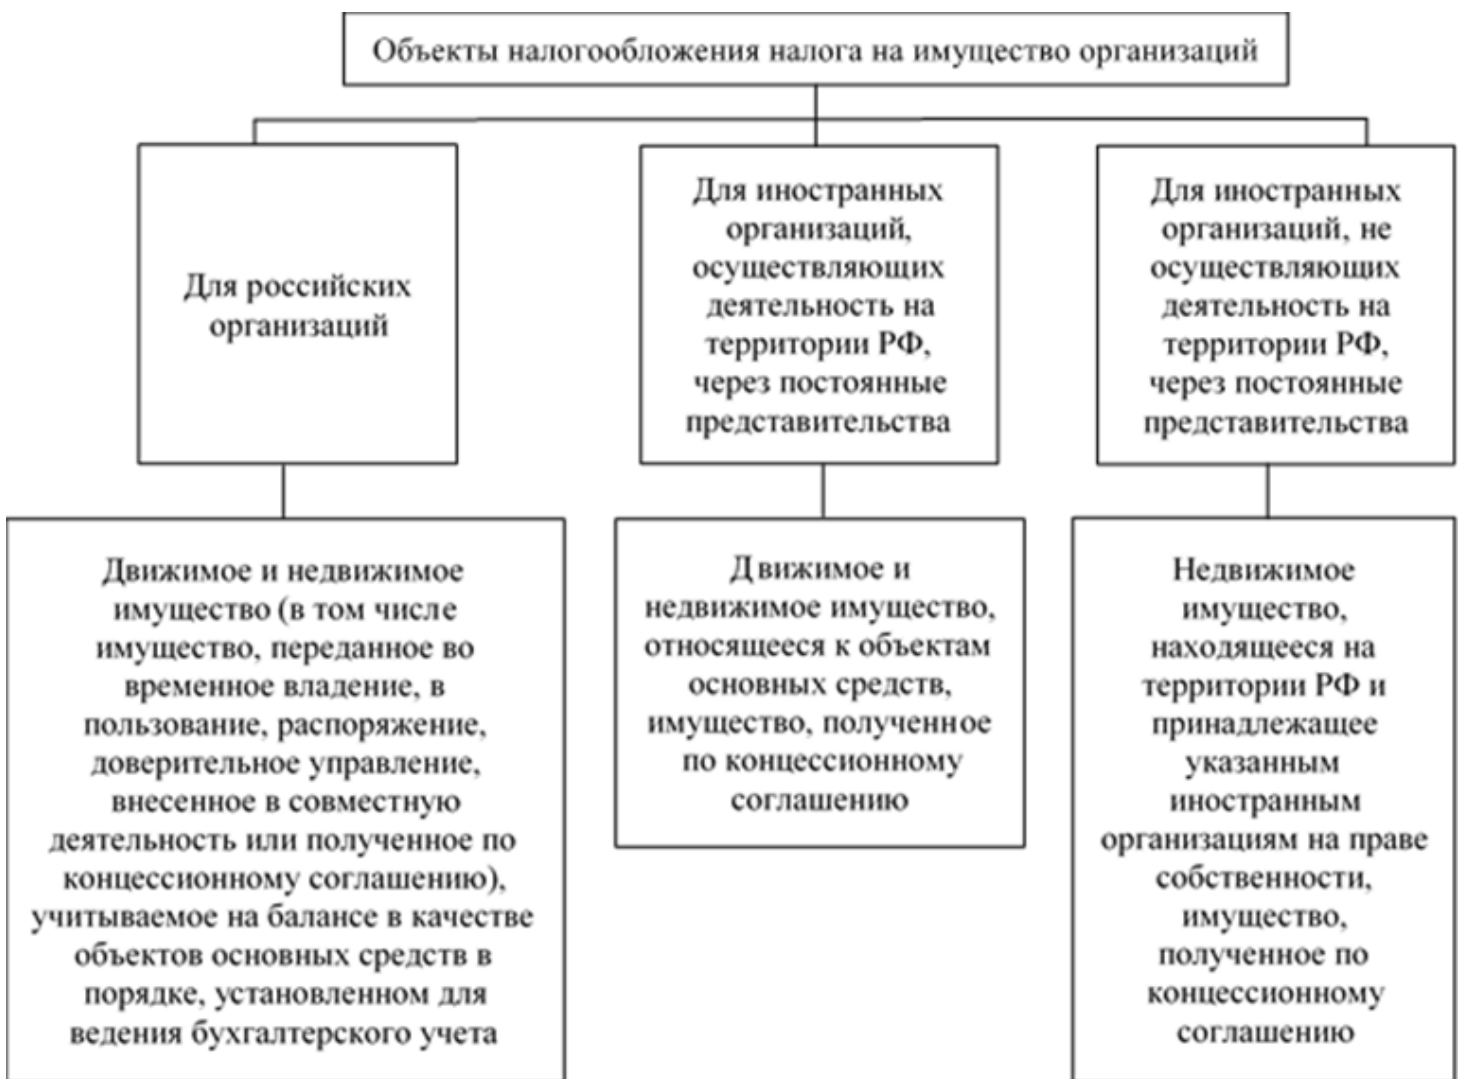 Объекты налогообложения налога на имущество организаций
Для российских
организаций
Для иностранных
организаций,
осуществляющих
деятельность на
территории РФ,
через постоянные
представительства
Для иностранных
организаций, не
осуществляющих
деятельность на
территории РФ,
через постоянные
представительства
Движимое и недвижимое
имущество (в том числе
имущество, переданное во
временное владение, в
пользование, распоряжение,
доверительное управление,
внесенное в совместную
деятельность или полученное по
концессионному соглашению),
учитываемое на балансе в качестве
объектов основных средств в
порядке, установленном для
ведения бухгалтерского учета
Движимое и
недвижимое имущество,
относящееся к объектам
основных средств,
имущество, полученное
по концессионному
соглашению
Недвижимое
имущество,
находящееся на
территории РФ и
принадлежащее
указанным
иностранным
организациям на праве
собственности,
имущество,
полученное по
концессионному
соглашению